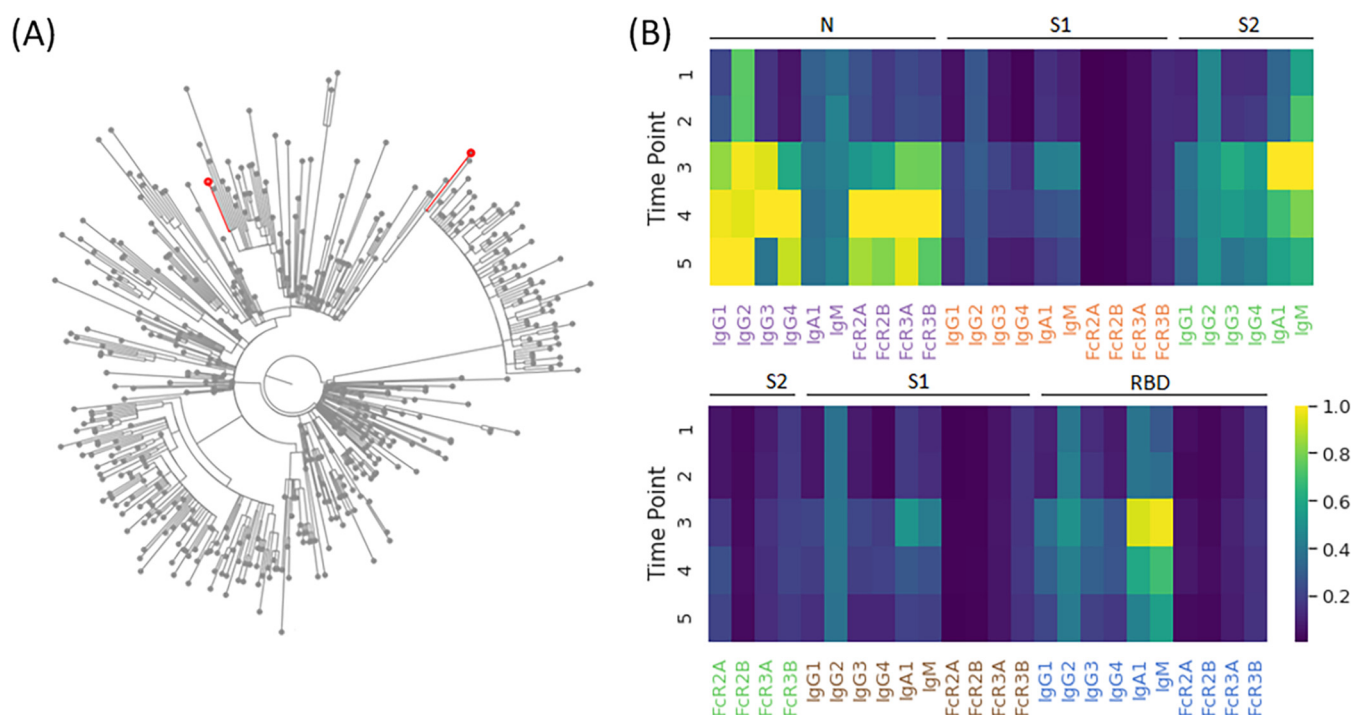 (A)
(B)
N S1 S2
Time Point
1
2
3
4
5
IgG1 IgG2 IgG3 IgG4 IgA1 IgM FcR2A FcR2B FcR3A FcR3B IgG1 IgG2 IgG3 IgG4 IgA1 IgM FcR2A FcR2B FcR3A FcR3B IgG1 IgG2 IgG3 IgG4 IgA1 IgM
S2 S1 RBD
Time Point
1
2
3
4
5
FcR2A FcR2B FcR3A FcR3B IgG1 IgG2 IgG3 IgG4 IgA1 IgM FcR2A FcR2B FcR3A FcR3B IgG1 IgG2 IgG3 IgG4 IgA1 IgM FcR2A FcR2B FcR3A FcR3B
1.0
0.8
0.6
0.4
0.2